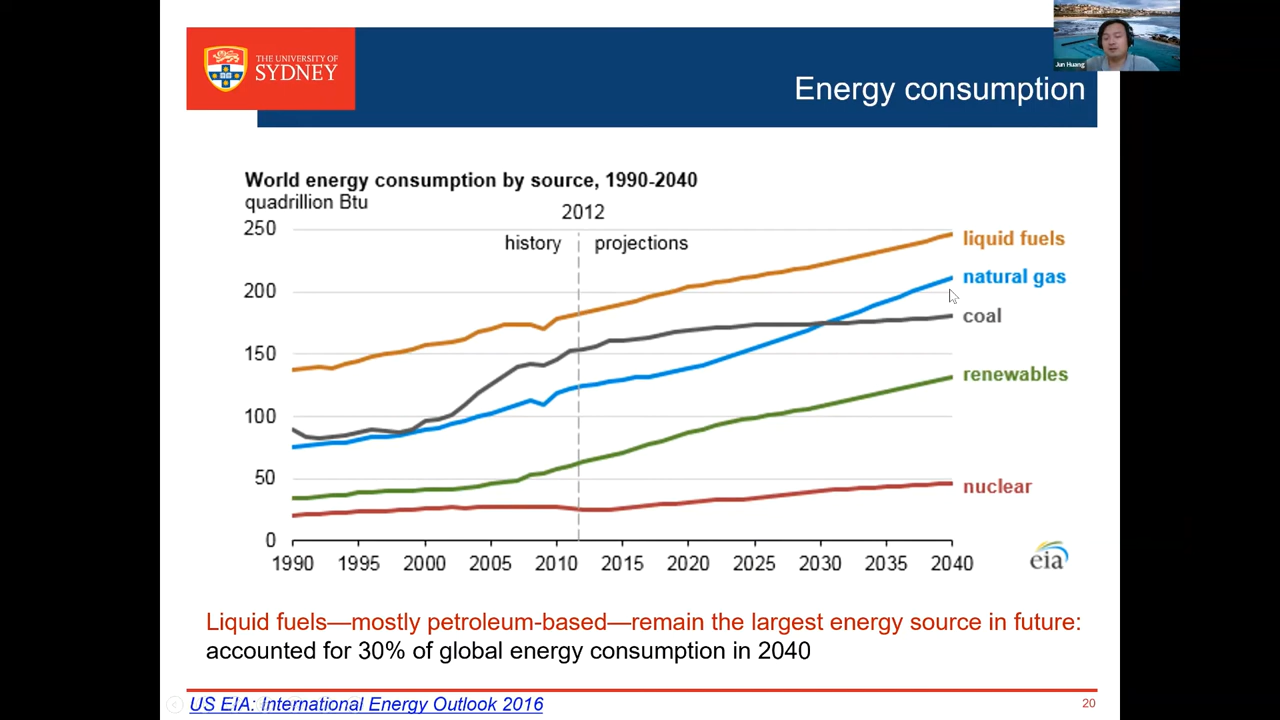 THE UNIVERSITY OF
SYDNEY
Jun Huang
Energy consumption
World energy consumption by source, 1990-2040
quadrillion Btu
2012
history
projections
250
200
150
100
50
0
liquid fuels
natural gas
coal
renewables
nuclear
1990 1995 2000 2005 2010 2015 2020 2025 2030 2035 2040
eia
Liquid fuels—mostly petroleum-based—remain the largest energy source in future:
accounted for 30% of global energy consumption in 2040
US EIA: International Energy Outlook 2016
20